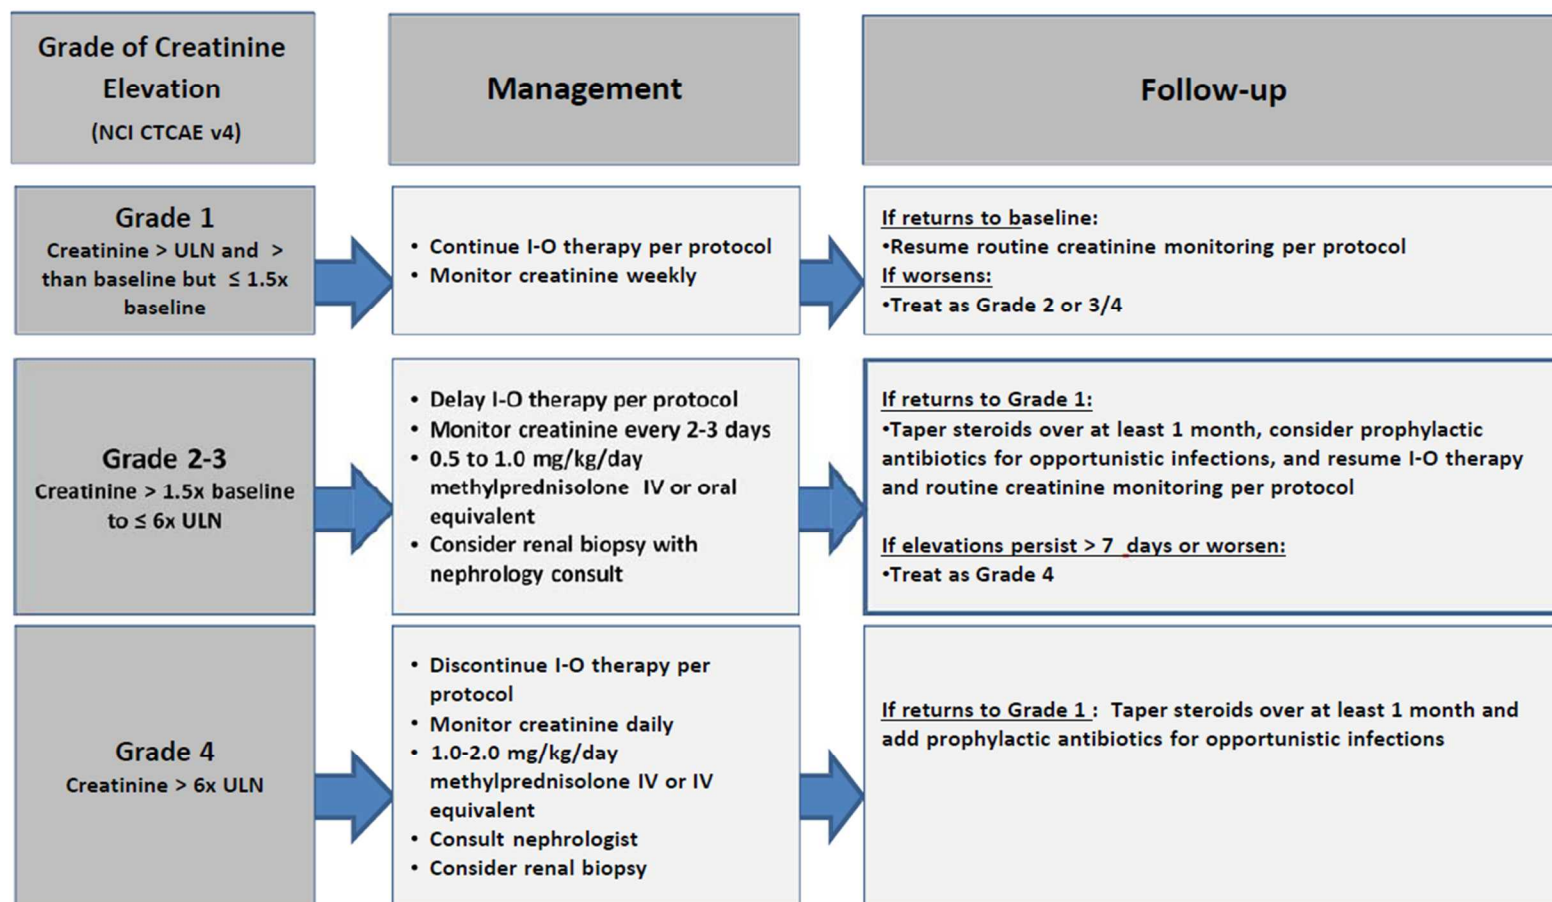 Grade of Creatinine
Elevation
(NCI CTCAE v4)
Management
Follow-up
Grade 1
Creatinine > ULN and >
than baseline but ≤ 1.5x
baseline
• Continue I-O therapy per protocol
• Monitor creatinine weekly
If returns to baseline:
•Resume routine creatinine monitoring per protocol
If worsens:
•Treat as Grade 2 or 3/4
Grade 2-3
Creatinine > 1.5x baseline
to ≤ 6x ULN
• Delay I-O therapy per protocol
• Monitor creatinine every 2-3 days
• 0.5 to 1.0 mg/kg/day
methylprednisolone IV or oral
equivalent
• Consider renal biopsy with
nephrology consult
If returns to Grade 1:
•Taper steroids over at least 1 month, consider prophylactic
antibiotics for opportunistic infections, and resume I-O therapy
and routine creatinine monitoring per protocol
If elevations persist > 7 days or worsen:
•Treat as Grade 4
Grade 4
Creatinine > 6x ULN
• Discontinue I-O therapy per
protocol
• Monitor creatinine daily
• 1.0-2.0 mg/kg/day
methylprednisolone IV or IV
equivalent
• Consult nephrologist
• Consider renal biopsy
If returns to Grade 1 : Taper steroids over at least 1 month and
add prophylactic antibiotics for opportunistic infections